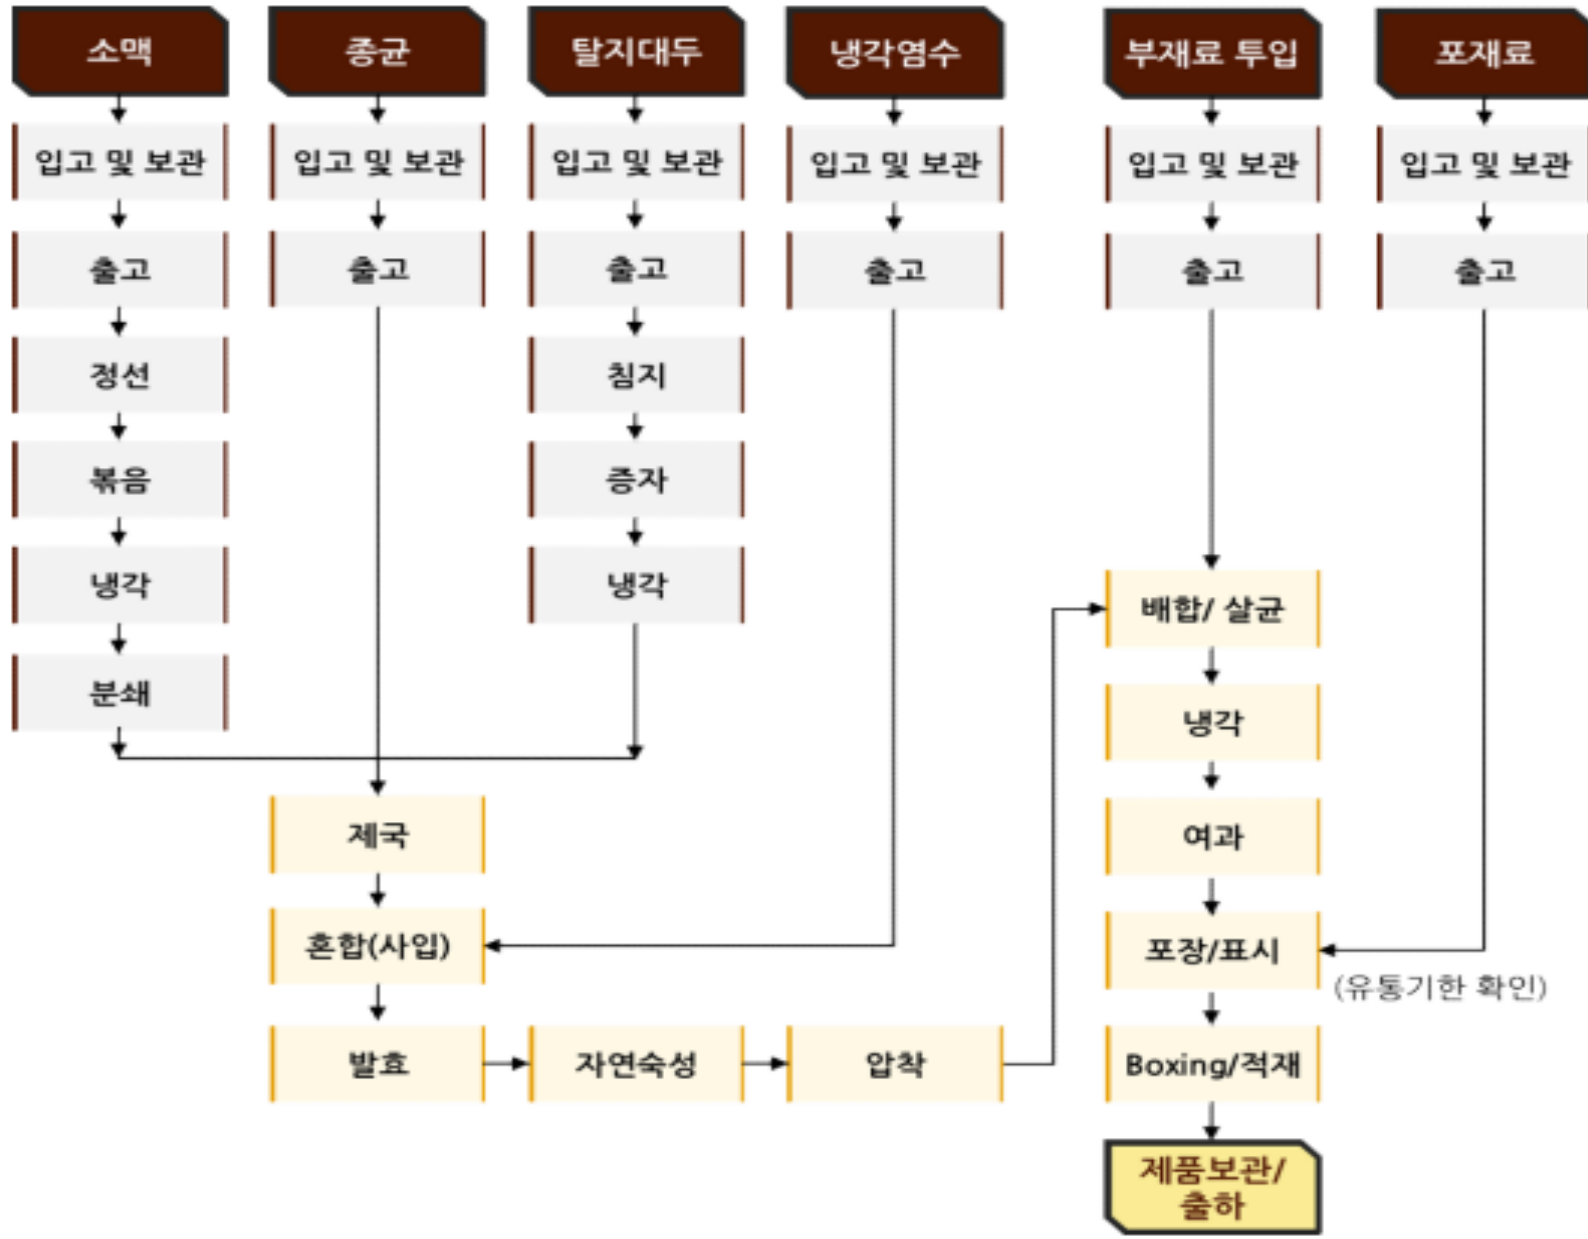 소맥
종균
탈지대두
냉각염수
부재료 투입
포재료
입고 및 보관
입고 및 보관
입고 및 보관
입고 및 보관
입고 및 보관
입고 및 보관
출고
출고
출고
출고
출고
출고
정선
침지
볶음
증자
냉각
냉각
배합/ 살균
분쇄
냉각
제국
여과
혼합(사입)
포장/표시
(유통기한 확인)
발효
자연숙성
압착
Boxing/적재
제품보관/
출하